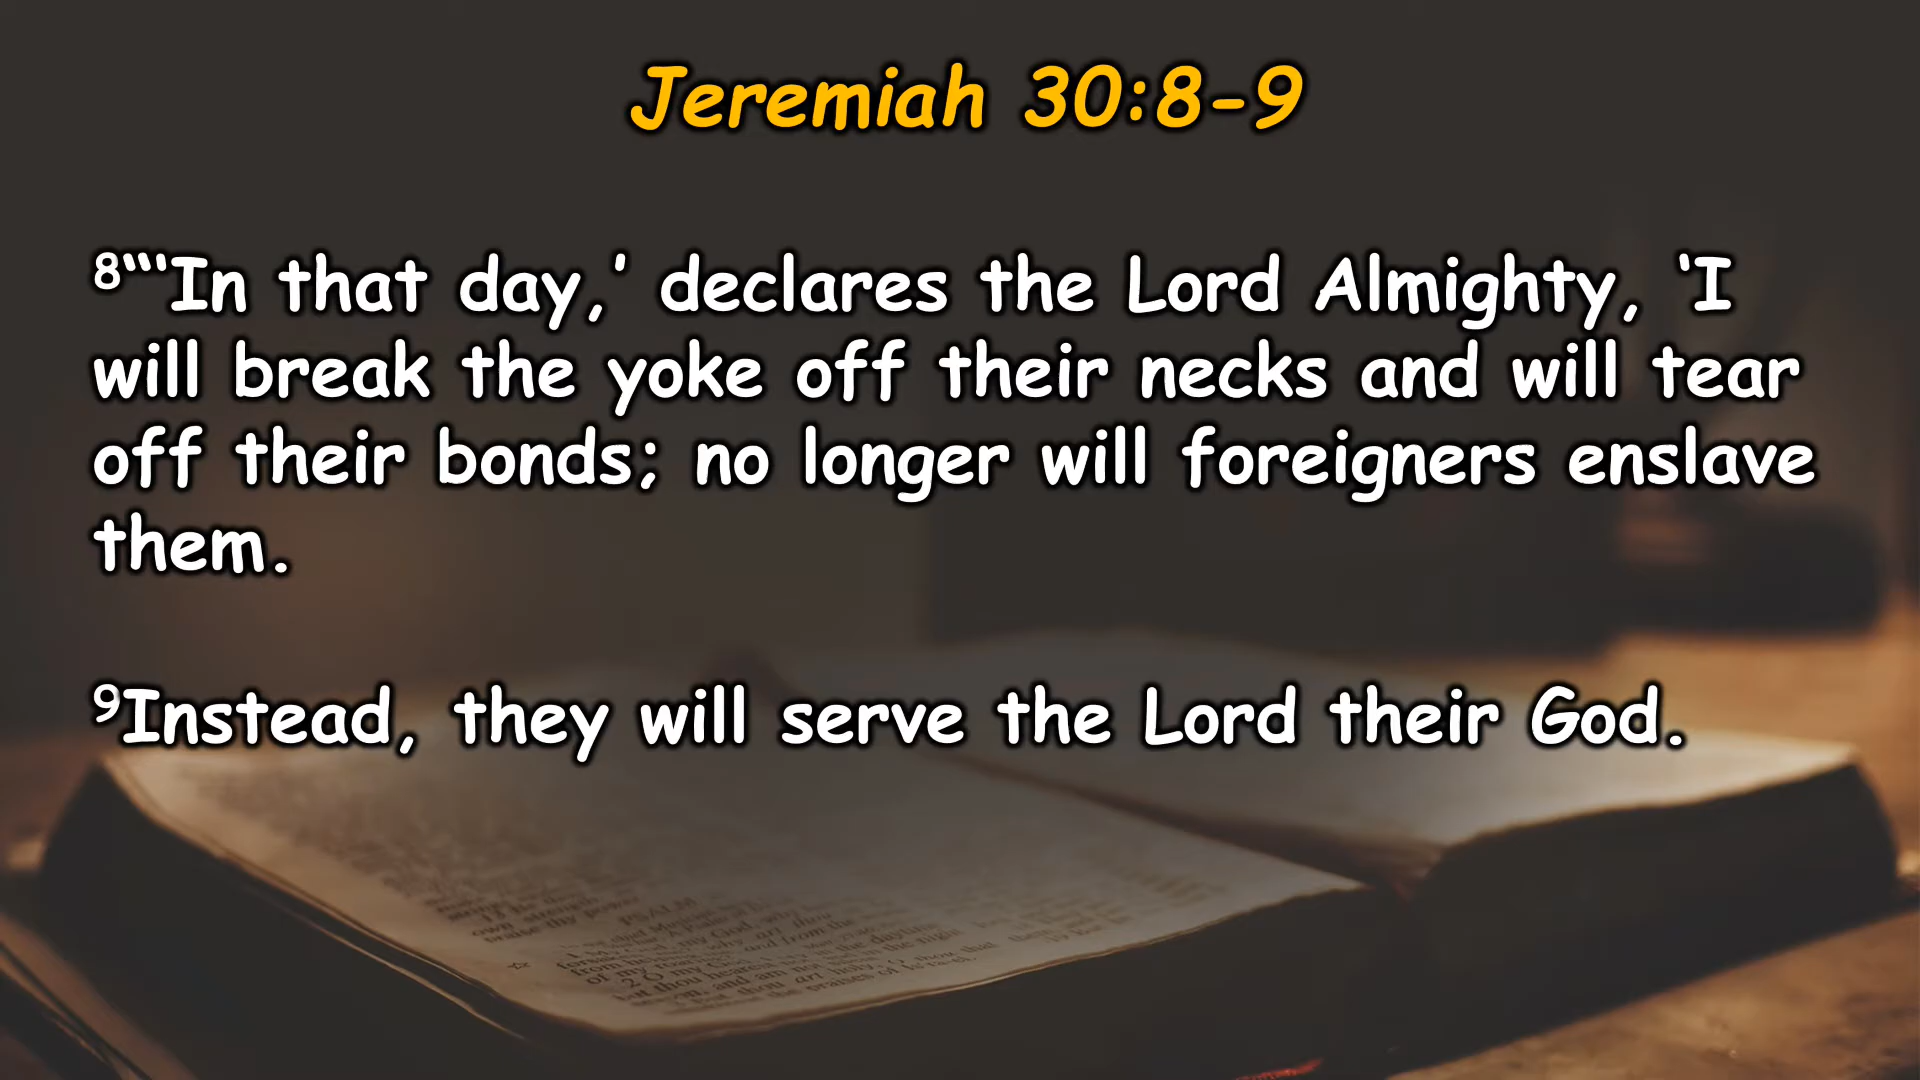 Jeremiah 30:8-9
⁸“‘In that day,’ declares the Lord Almighty, ‘I
will break the yoke off their necks and will tear
off their bonds; no longer will foreigners enslave
them.
⁹Instead, they will serve the Lord their God.
PSALM